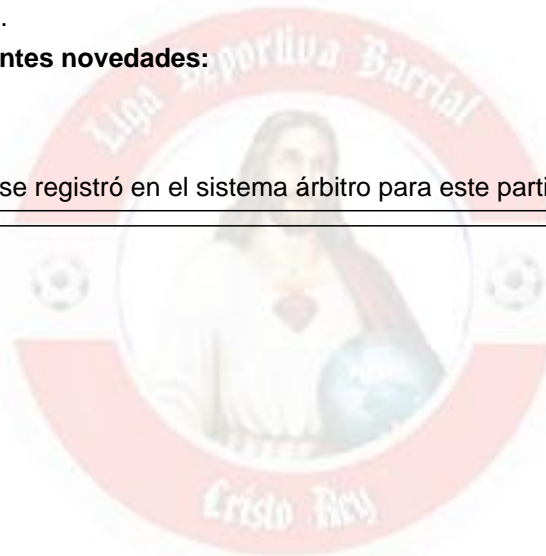 .
ntes novedades:
Liga Deportiva Barrial
se registró en el sistema árbitro para este parti
Cristo Rey